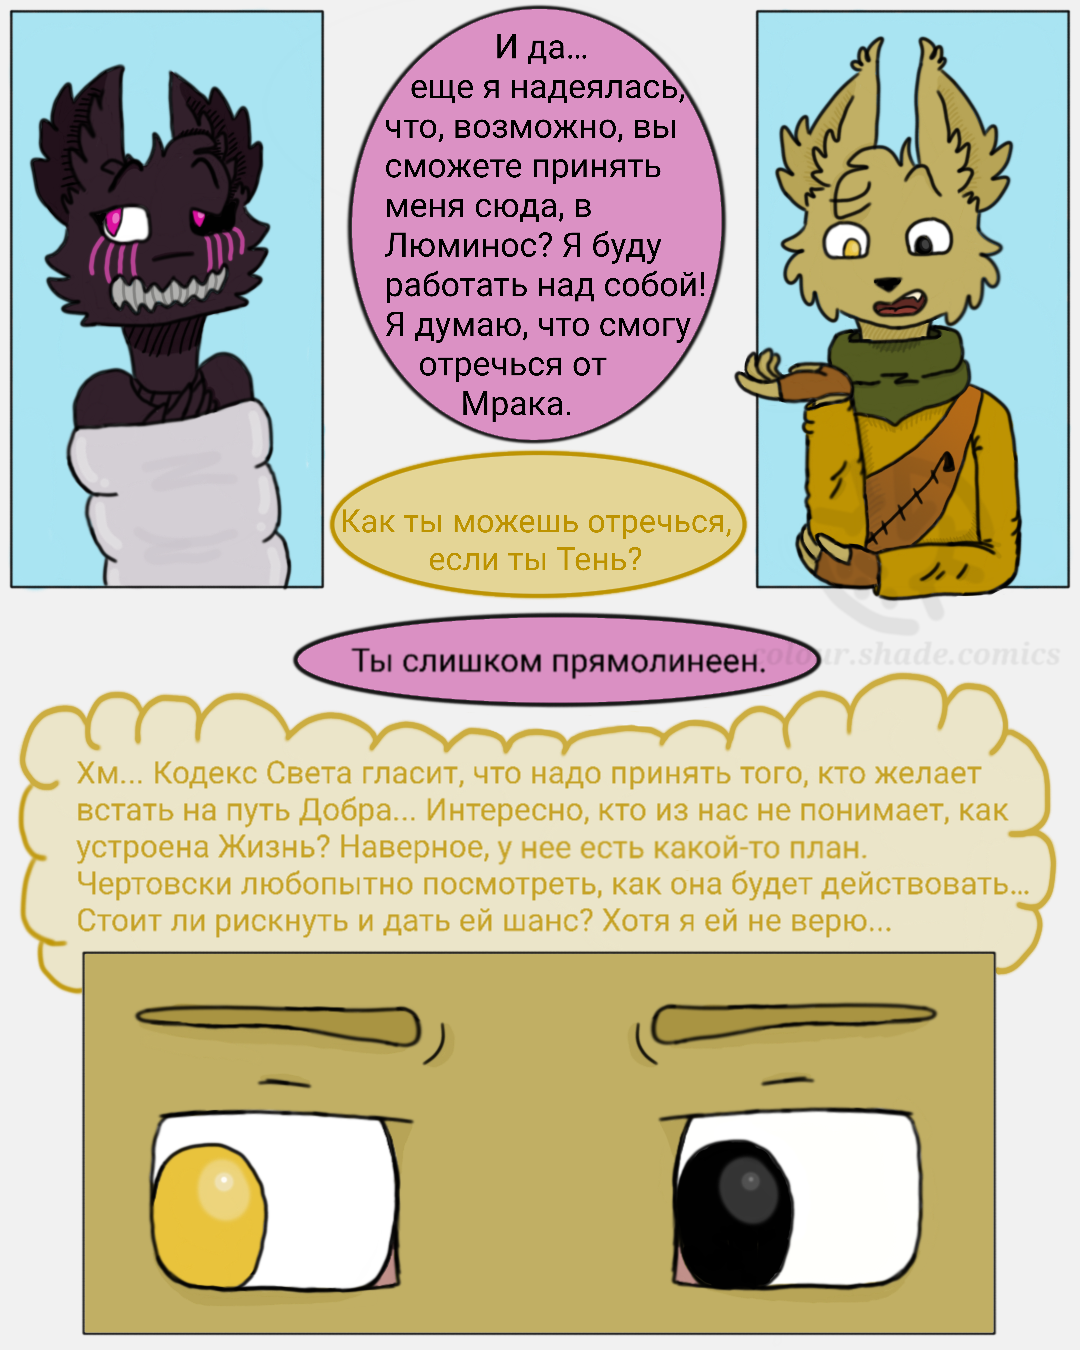 И да...
еще я надеялась,
что, возможно, вы
сможете принять
меня сюда, в
Люминос? Я буду
работать над собой!
Я думаю, что смогу
отречься от
Мрака.
Как ты можешь отречься,
если ты Тень?
Ты слишком прямолинеен.
colour.shade.comics
Хм... Кодекс Света гласит, что надо принять того, кто желает
встать на путь Добра... Интересно, кто из нас не понимает, как
устроена Жизнь? Наверное, у нее есть какой-то план.
Чертовски любопытно посмотреть, как она будет действовать...
Стоит ли рискнуть и дать ей шанс? Хотя я ей не верю...